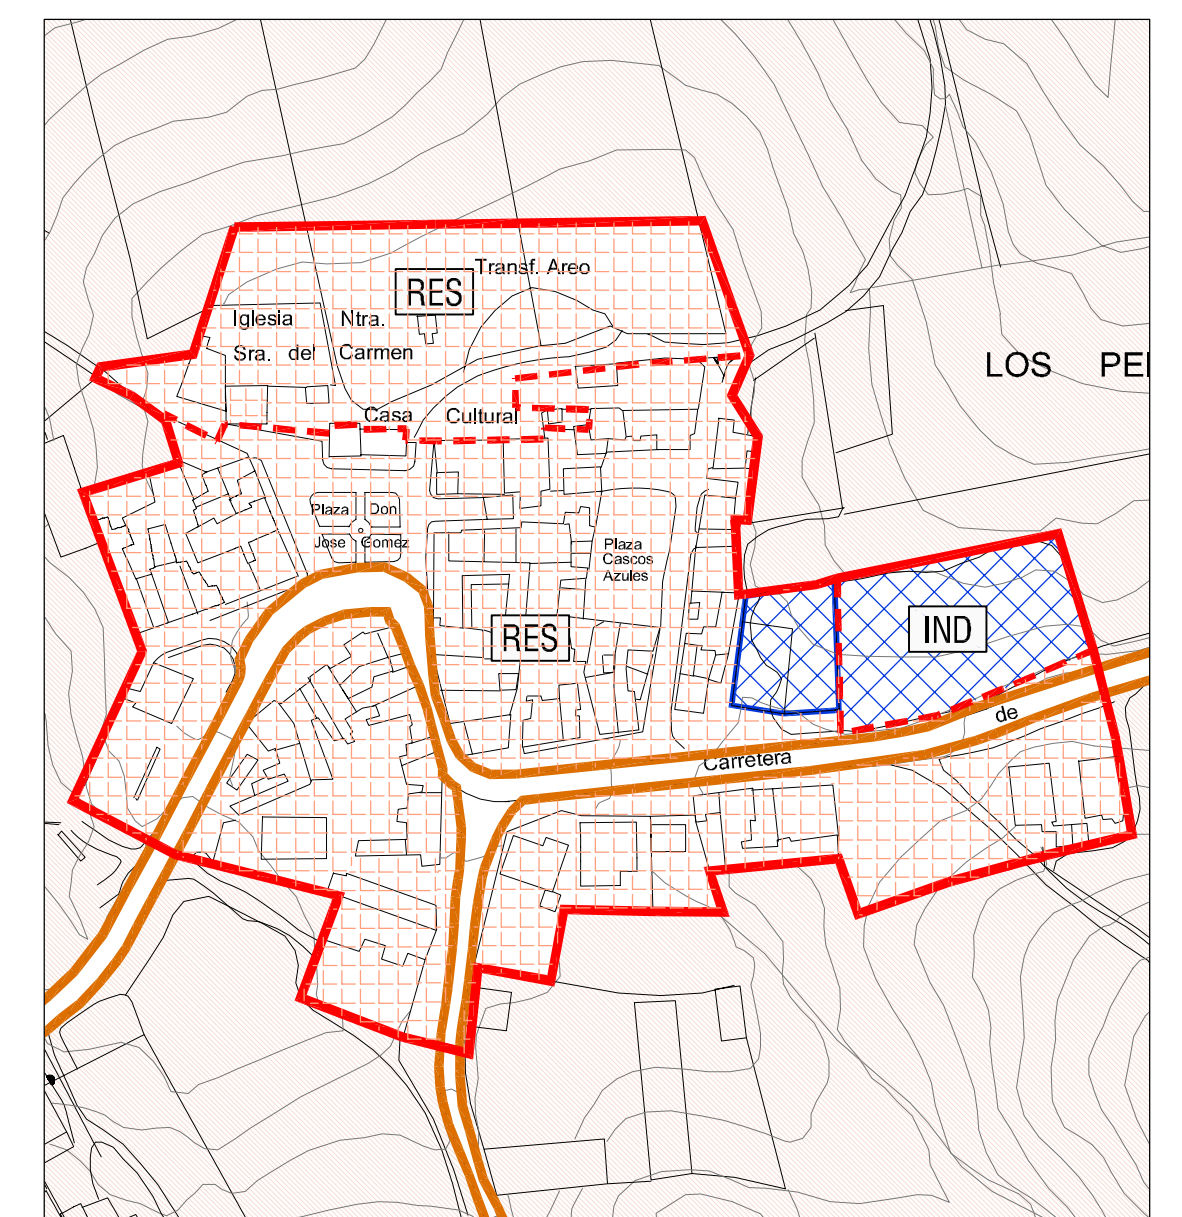 Transf. Areo
RES
Iglesia Ntra.
Sra. del Carmen
LOS PE
Casa Cultural
Plaza Don
Jose Gomez
Plaza
Cascos
Azules
RES
IND
de
Carretera